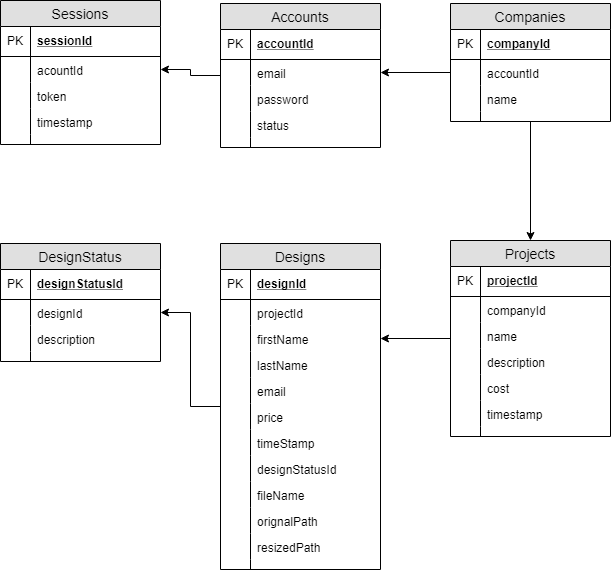 Sessions
PK sessionId
acountId
token
timestamp
Accounts
PK accountId
email
password
status
Companies
PK companyId
accountId
name
DesignStatus
PK designStatusId
designId
description
Designs
PK designId
projectId
firstName
lastName
email
price
timeStamp
designStatusId
fileName
orignalPath
resizedPath
Projects
PK projectId
companyId
name
description
cost
timestamp